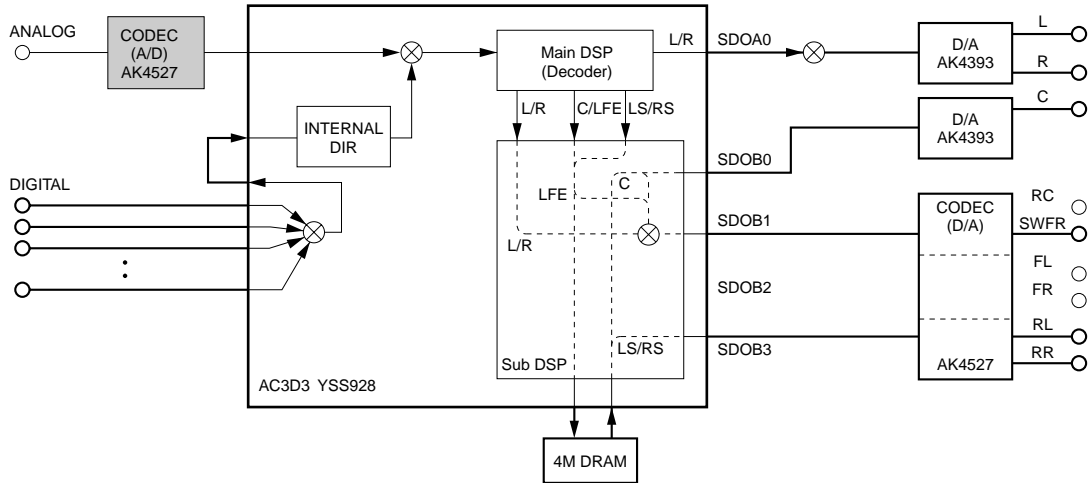 ANALOG
CODEC
(A/D)
AK4527
Main DSP
(Decoder)
L/R
SDOA0
D/A
AK4393
L
R
L/R
C/LFE
LS/RS
D/A
AK4393
C
INTERNAL
DIR
SDOB0
DIGITAL
LFE
C
L/R
SDOB1
CODEC
(D/A)
RC
SWFR
SDOB2
FL
FR
LS/RS
SDOB3
RL
AK4527
RR
Sub DSP
AC3D3 YSS928
4M DRAM